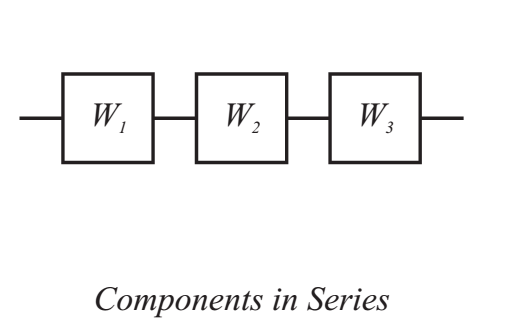 W₁ W₂ W₃
Components in Series